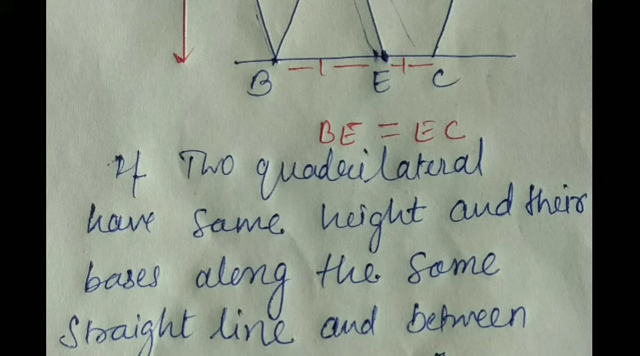 B E C
BE = EC
If Two quadrilateral
have same height and their
bases along the same
straight line and between